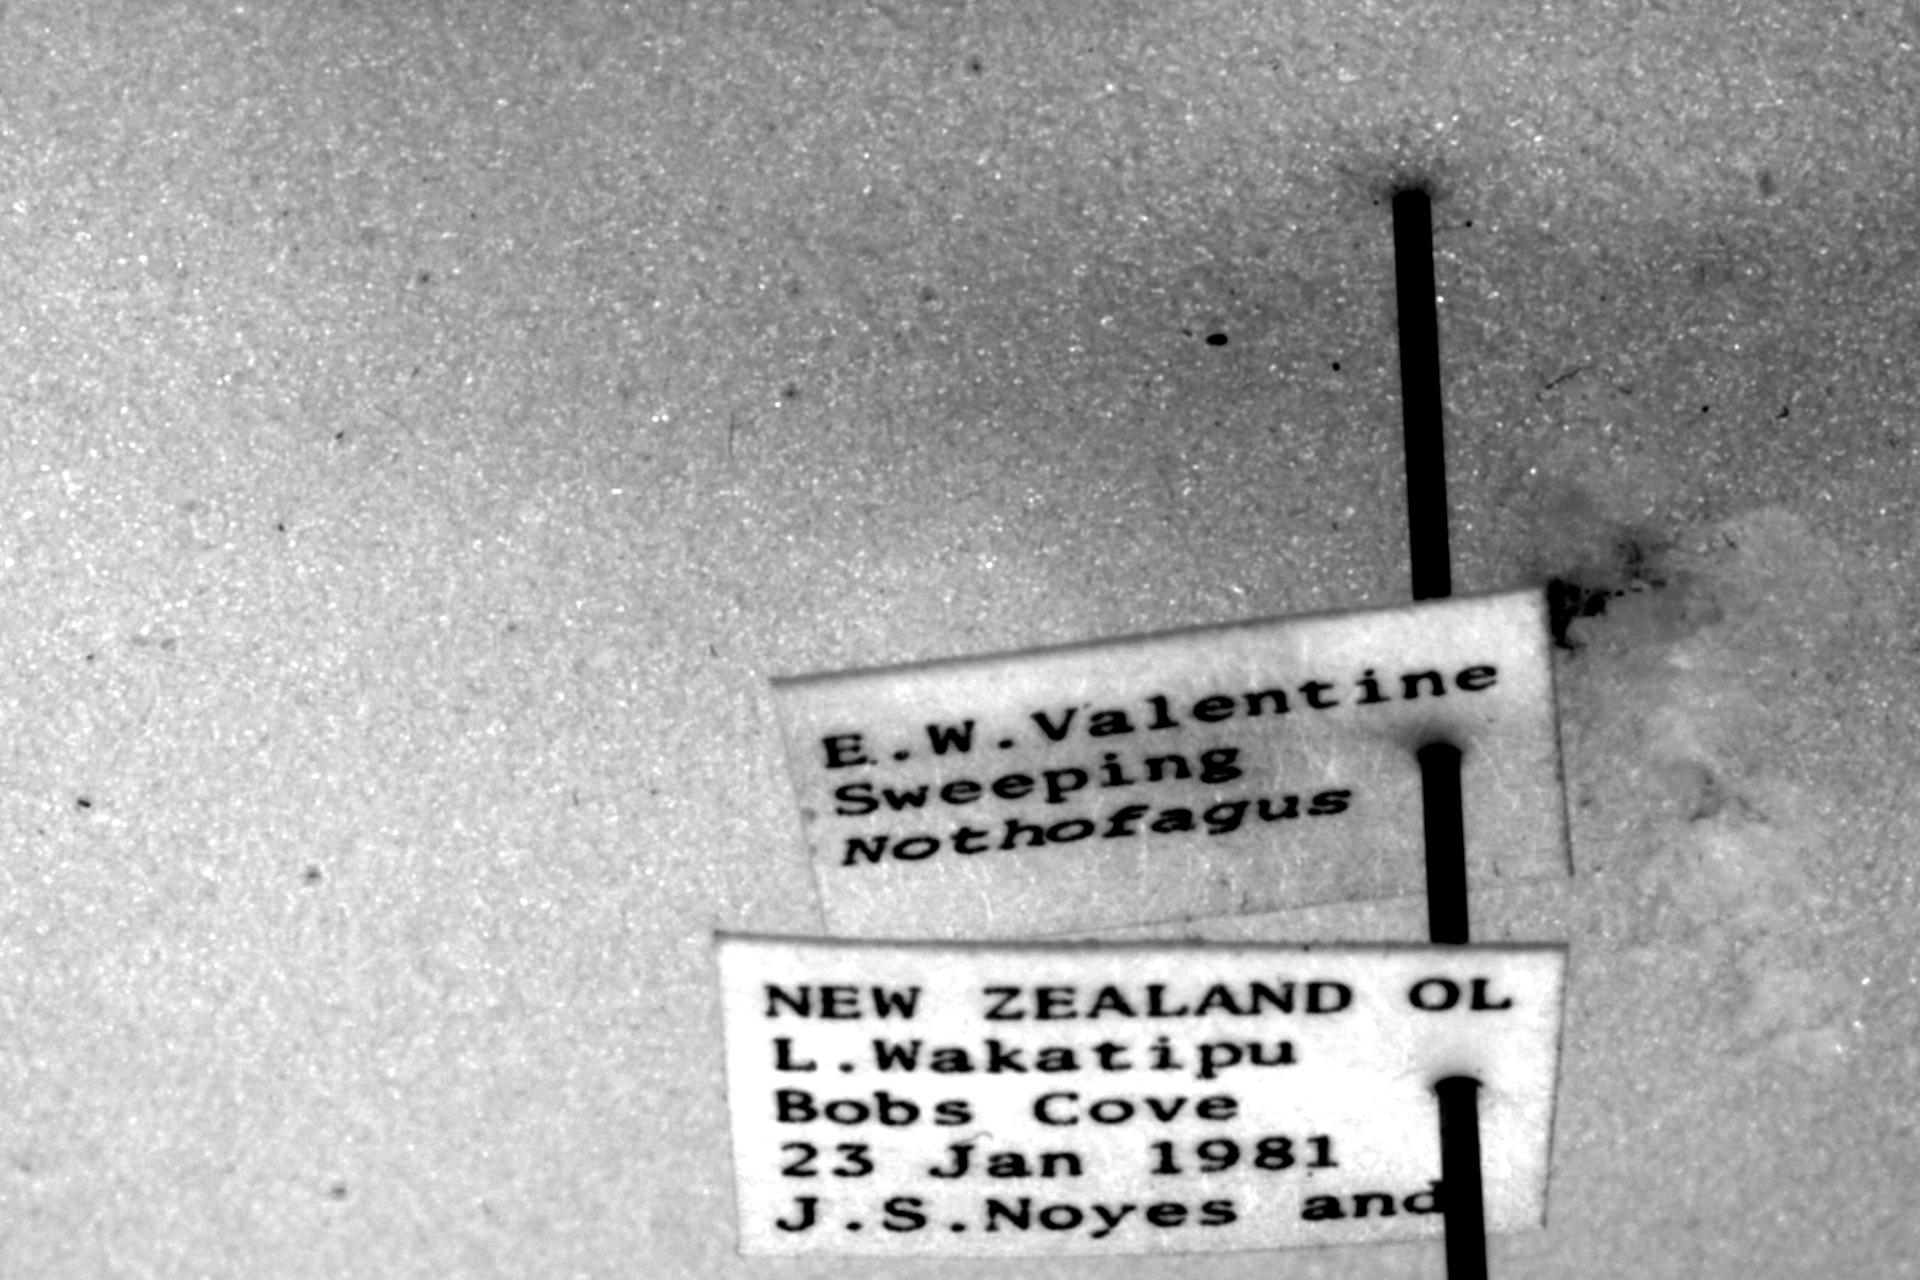 E.W.Valentine
Sweeping
Nothofagus
NEW ZEALAND OL
L.Wakatipu
Bobs Cove
23 Jan 1981
J.S.Noyes and